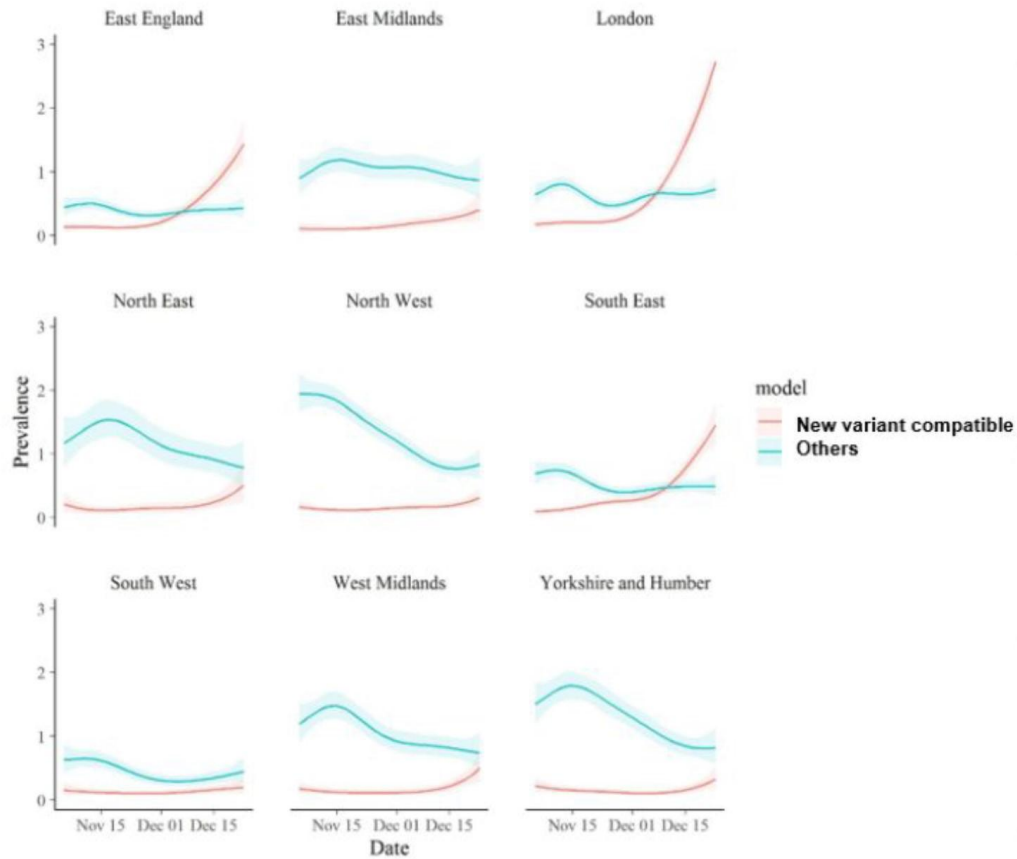 East England East Midlands London
3
2
1
0
North East North West South East
3
2
1
0
Prevalence
model
New variant compatible
Others
South West West Midlands Yorkshire and Humber
3
2
1
0
Nov 15 Dec 01 Dec 15 Nov 15 Dec 01 Dec 15 Nov 15 Dec 01 Dec 15
Date